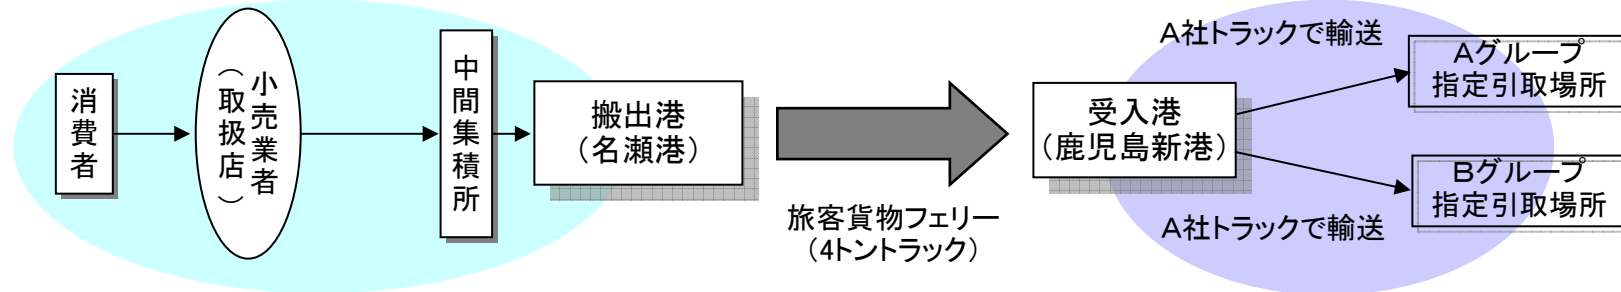 消費者
小売業者
（取扱店）
中間集積所
搬出港
（名瀬港）
旅客貨物フェリー
（4トントラック）
受入港
（鹿児島新港）
A社トラックで輸送
A社トラックで輸送
Aグループ
指定引取場所
Bグループ
指定引取場所